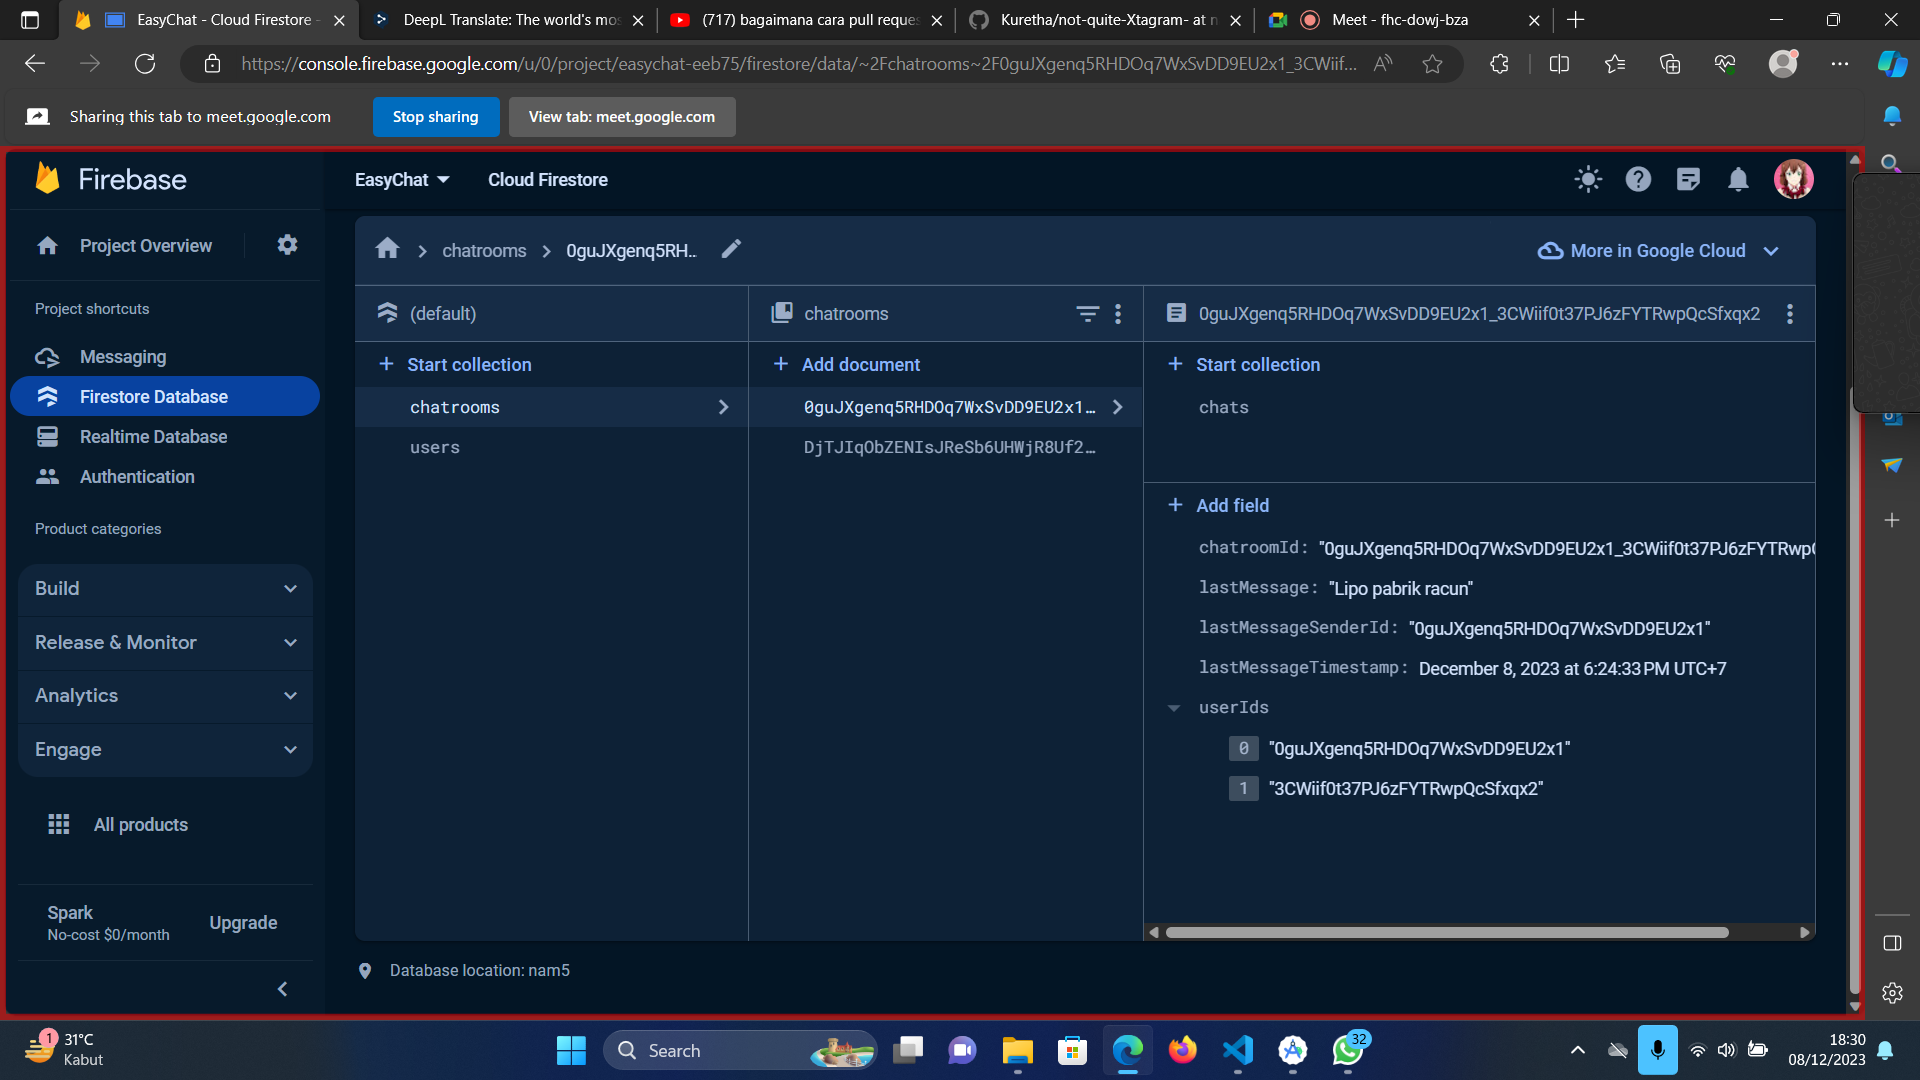 EasyChat - Cloud Firestore -
DeepL Translate: The world's mos
(717) bagaimana cara pull reques
Kuretha/not-quite-Xtagram- at n
Meet - fhc-dowj-bza
https://console.firebase.google.com/u/0/project/easychat-eeb75/firestore/data/~2Fchatrooms~2F0guJXgenq5RHDOq7WxSvDD9EU2x1_3CWiif...
Sharing this tab to meet.google.com
Stop sharing
View tab: meet.google.com
Firebase
EasyChat
Cloud Firestore
Project Overview
chatrooms
0guJXgenq5RH...
More in Google Cloud
Project shortcuts
(default)
chatrooms
0guJXgenq5RHDOq7WxSvDD9EU2x1_3CWiif0t37PJ6zFYTRwpQcSfxqx2
Messaging
Start collection
Add document
Start collection
Firestore Database
chatrooms
0guJXgenq5RHDOq7WxSvDD9EU2x1...
chats
Realtime Database
users
DjTJIqObZENIsJReSb6UHWjR8Uf2...
Authentication
Product categories
Add field
chatroomId: "0guJXgenq5RHDOq7WxSvDD9EU2x1_3CWiif0t37PJ6zFYTRwp
Build
lastMessage: "Lipo pabrik racun"
lastMessageSenderId: "0guJXgenq5RHDOq7WxSvDD9EU2x1"
Release & Monitor
lastMessageTimestamp: December 8, 2023 at 6:24:33 PM UTC+7
Analytics
userIds
Engage
0 "0guJXgenq5RHDOq7WxSvDD9EU2x1"
1 "3CWiif0t37PJ6zFYTRwpQcSfxqx2"
All products
Spark
No-cost $0/month
Upgrade
Database location: nam5
1
31°C
Kabut
Search
32
18:30
08/12/2023